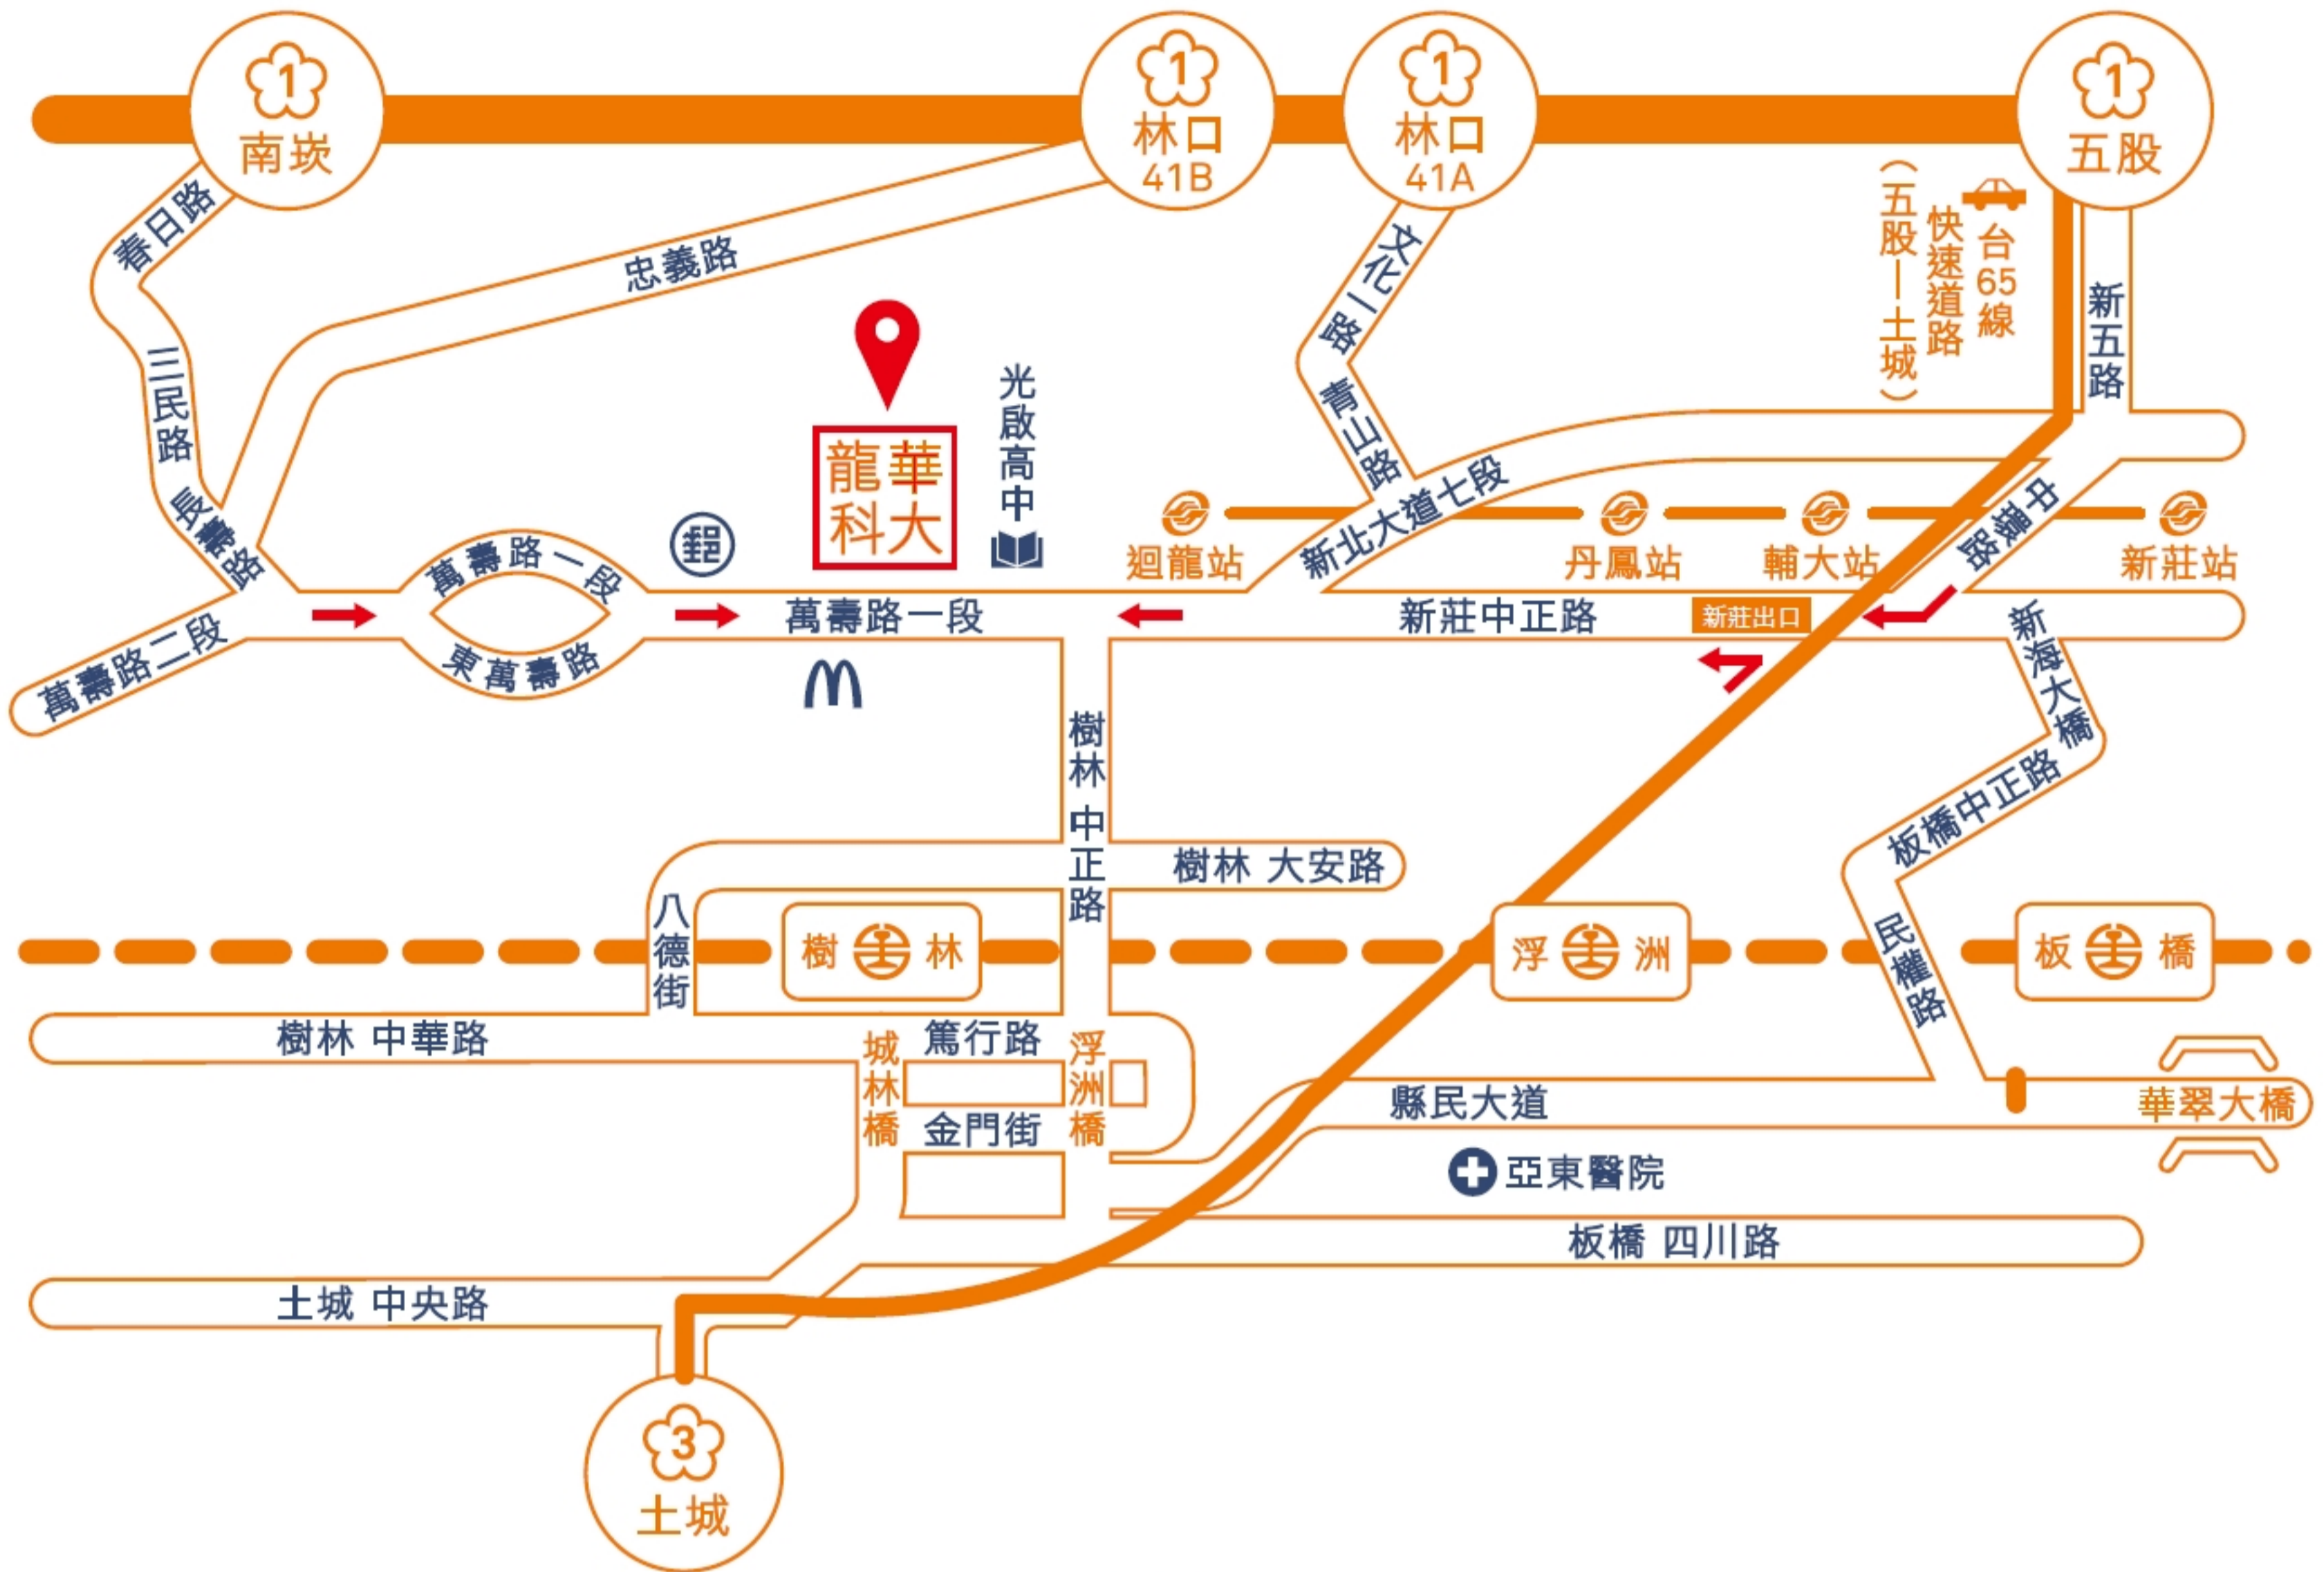 1
南崁
1
林口
41B
1
林口
41A
1
五股
台65線
快速道路
（五股－土城）
春日路
忠義路
文化一路
新五路
三民路
青山路
光啟高中
龍華
科大
長壽路
新北大道七段
中環路
迴龍站
丹鳳站
輔大站
新莊站
萬壽路一段
郵
萬壽路一段
新莊中正路
新莊出口
新海大橋
萬壽路二段
東萬壽路
樹林 中正路
板橋中正路
樹林 大安路
八德街
樹林
浮洲
民權路
板橋
樹林 中華路
篤行路
城林橋
浮洲橋
金門街
縣民大道
華翠大橋
亞東醫院
板橋 四川路
土城 中央路
3
土城